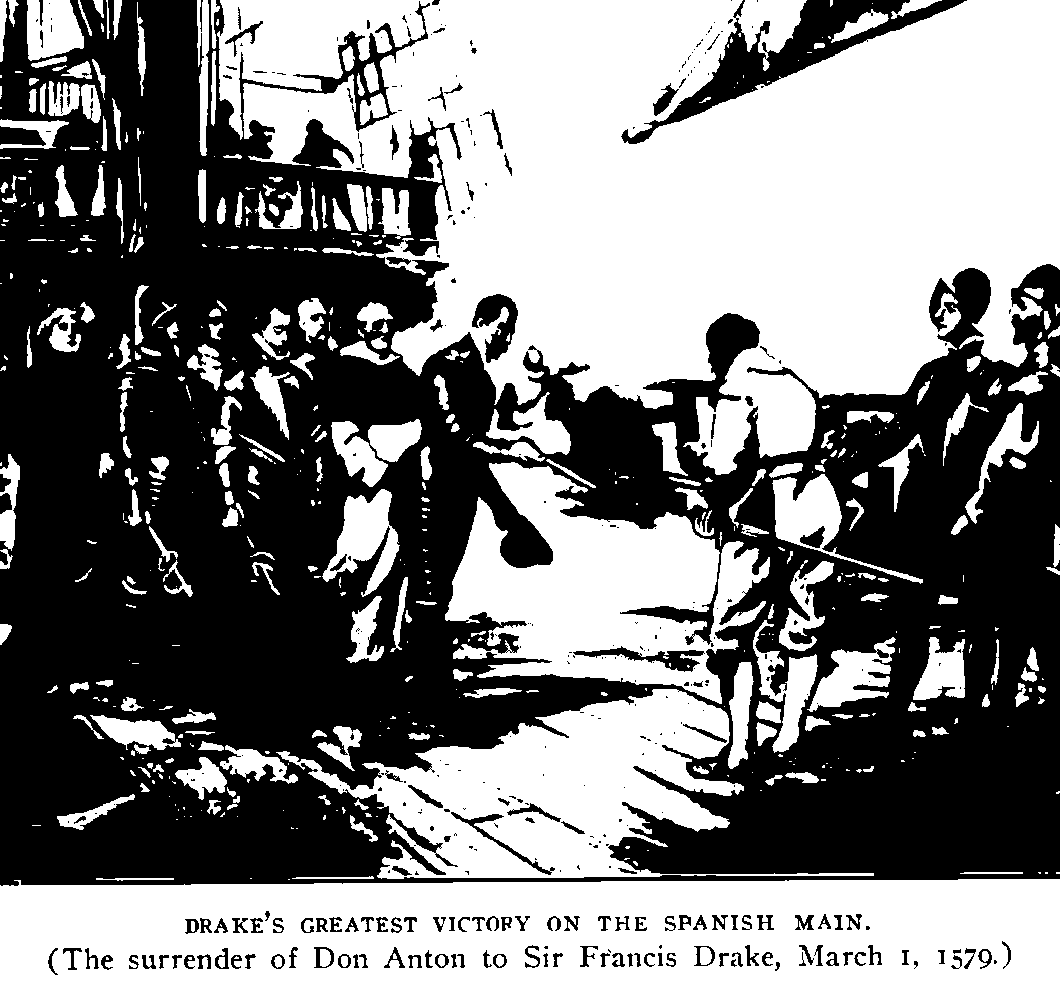 DRAKE'S GREATEST VICTORY ON THE SPANISH MAIN.
(The surrender of Don Anton to Sir Francis Drake, March 1, 1579.)